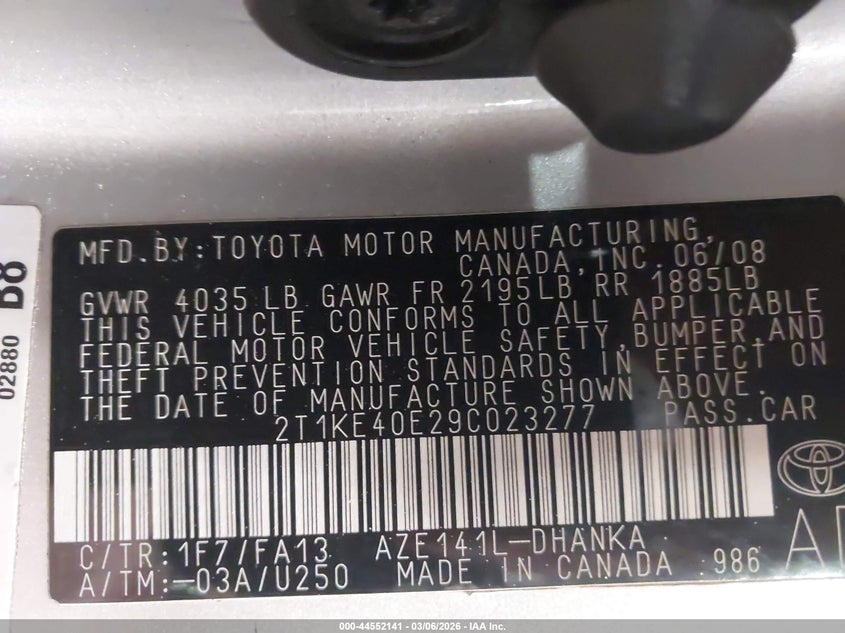 MFD.BY:TOYOTA MOTOR MANUFACTURING,
CANADA,INC.06/08
GVWR 4035LB GAWR FR 2195LB RR 1885LB
THIS VEHICLE CONFORMS TO ALL APPLICABLE
FEDERAL MOTOR VEHICLE SAFETY,BUMPER,AND
THEFT PREVENTION STANDARDS IN EFFECT ON
THE DATE OF MANUFACTURE SHOWN ABOVE.
2T1KE40E29C023277 PASS.CAR
C/TR:1F7/FA13 AZE141L-DHANKA
A/TM:-03A/U250 MADE IN CANADA 986
02880
000-44552141 - 03/06/2026 - IAA Inc.